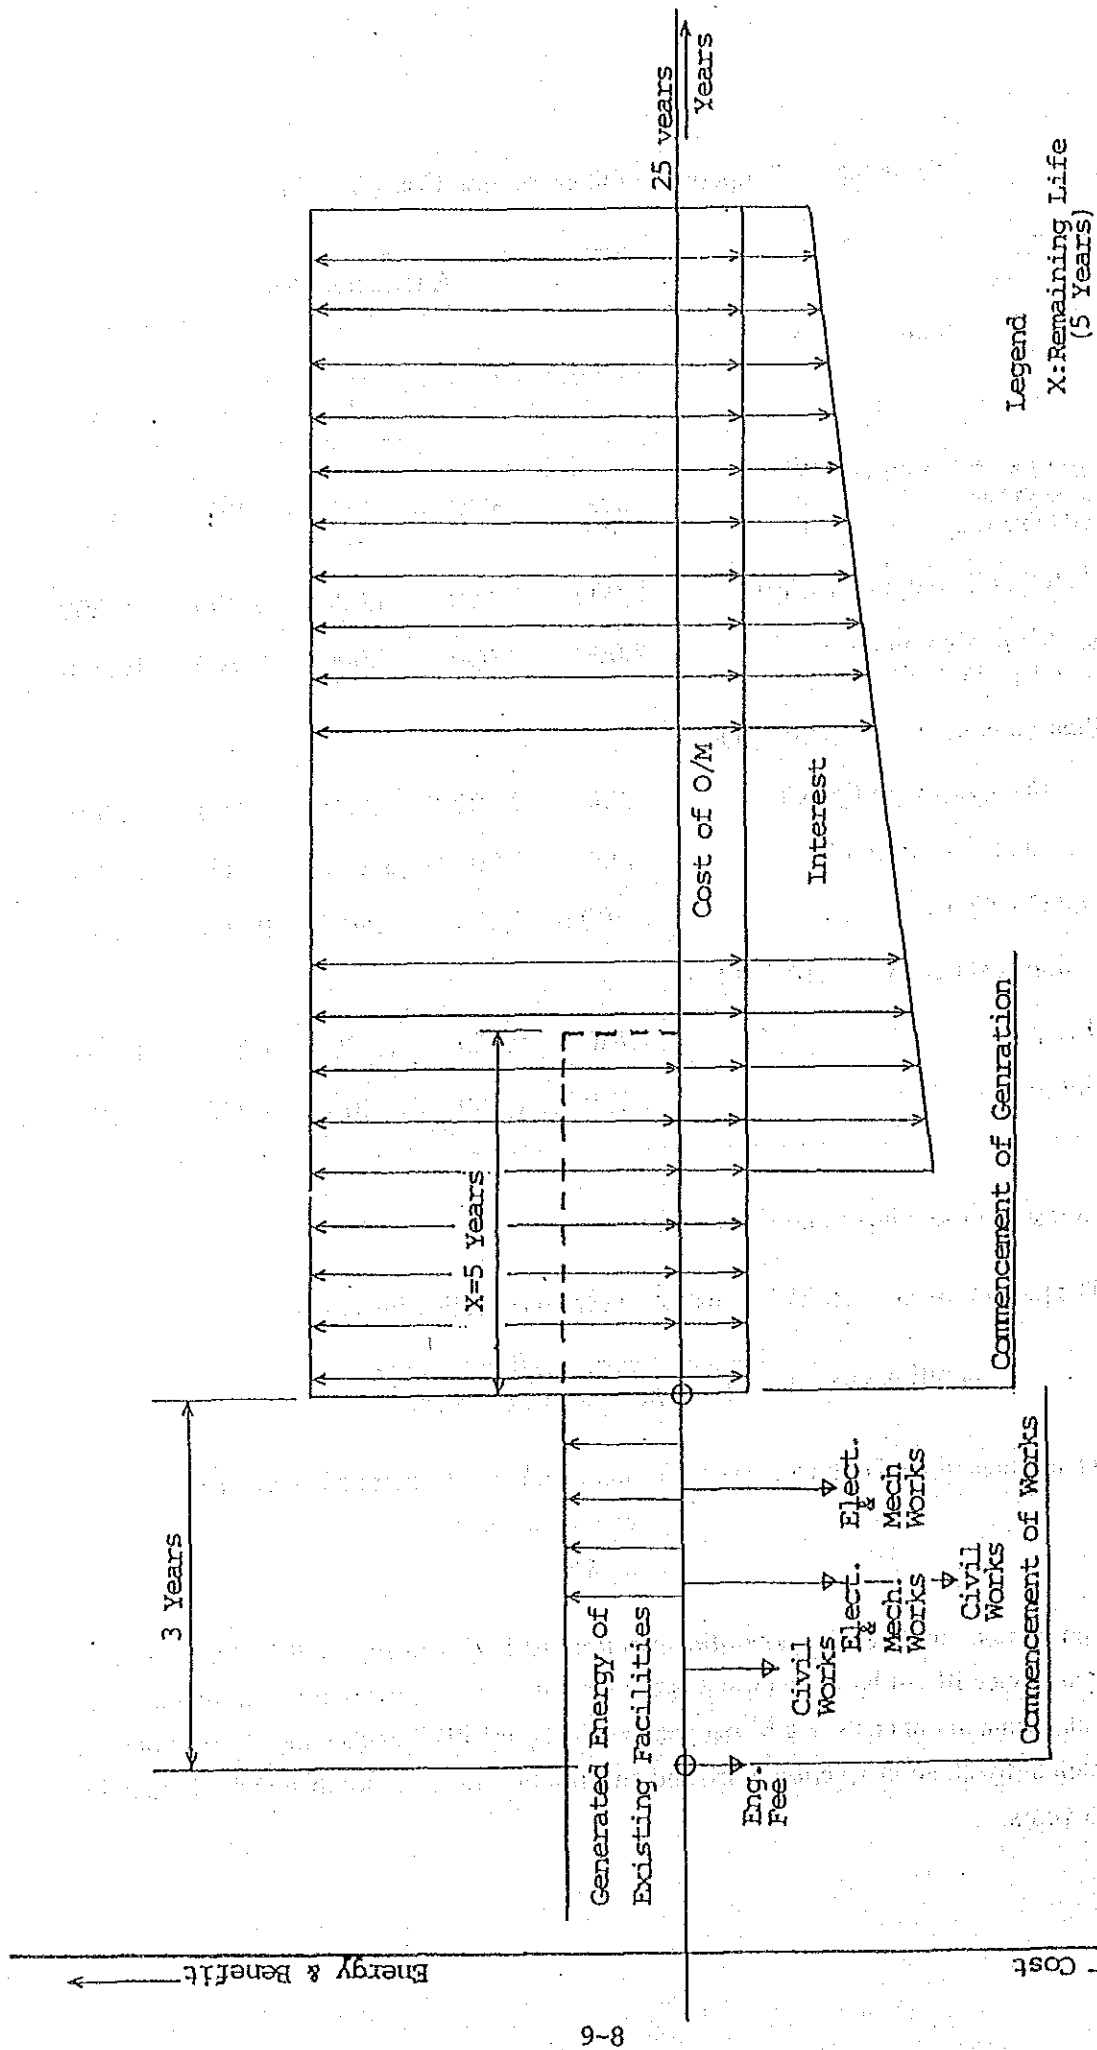 Energy & Benefit
Cost
3 Years
Generated Energy of
Existing Facilities
X=5 Years
25 years
Years
Cost of O/M
Interest
Eng.
Fee
Civil
Works
Elect.
&
Mech.
Works
Civil
Works
Elect.
&
Mech
Works
Commencement of Works
Commencement of Genration
Legend
X:Remaining Life
(5 Years)
9-8